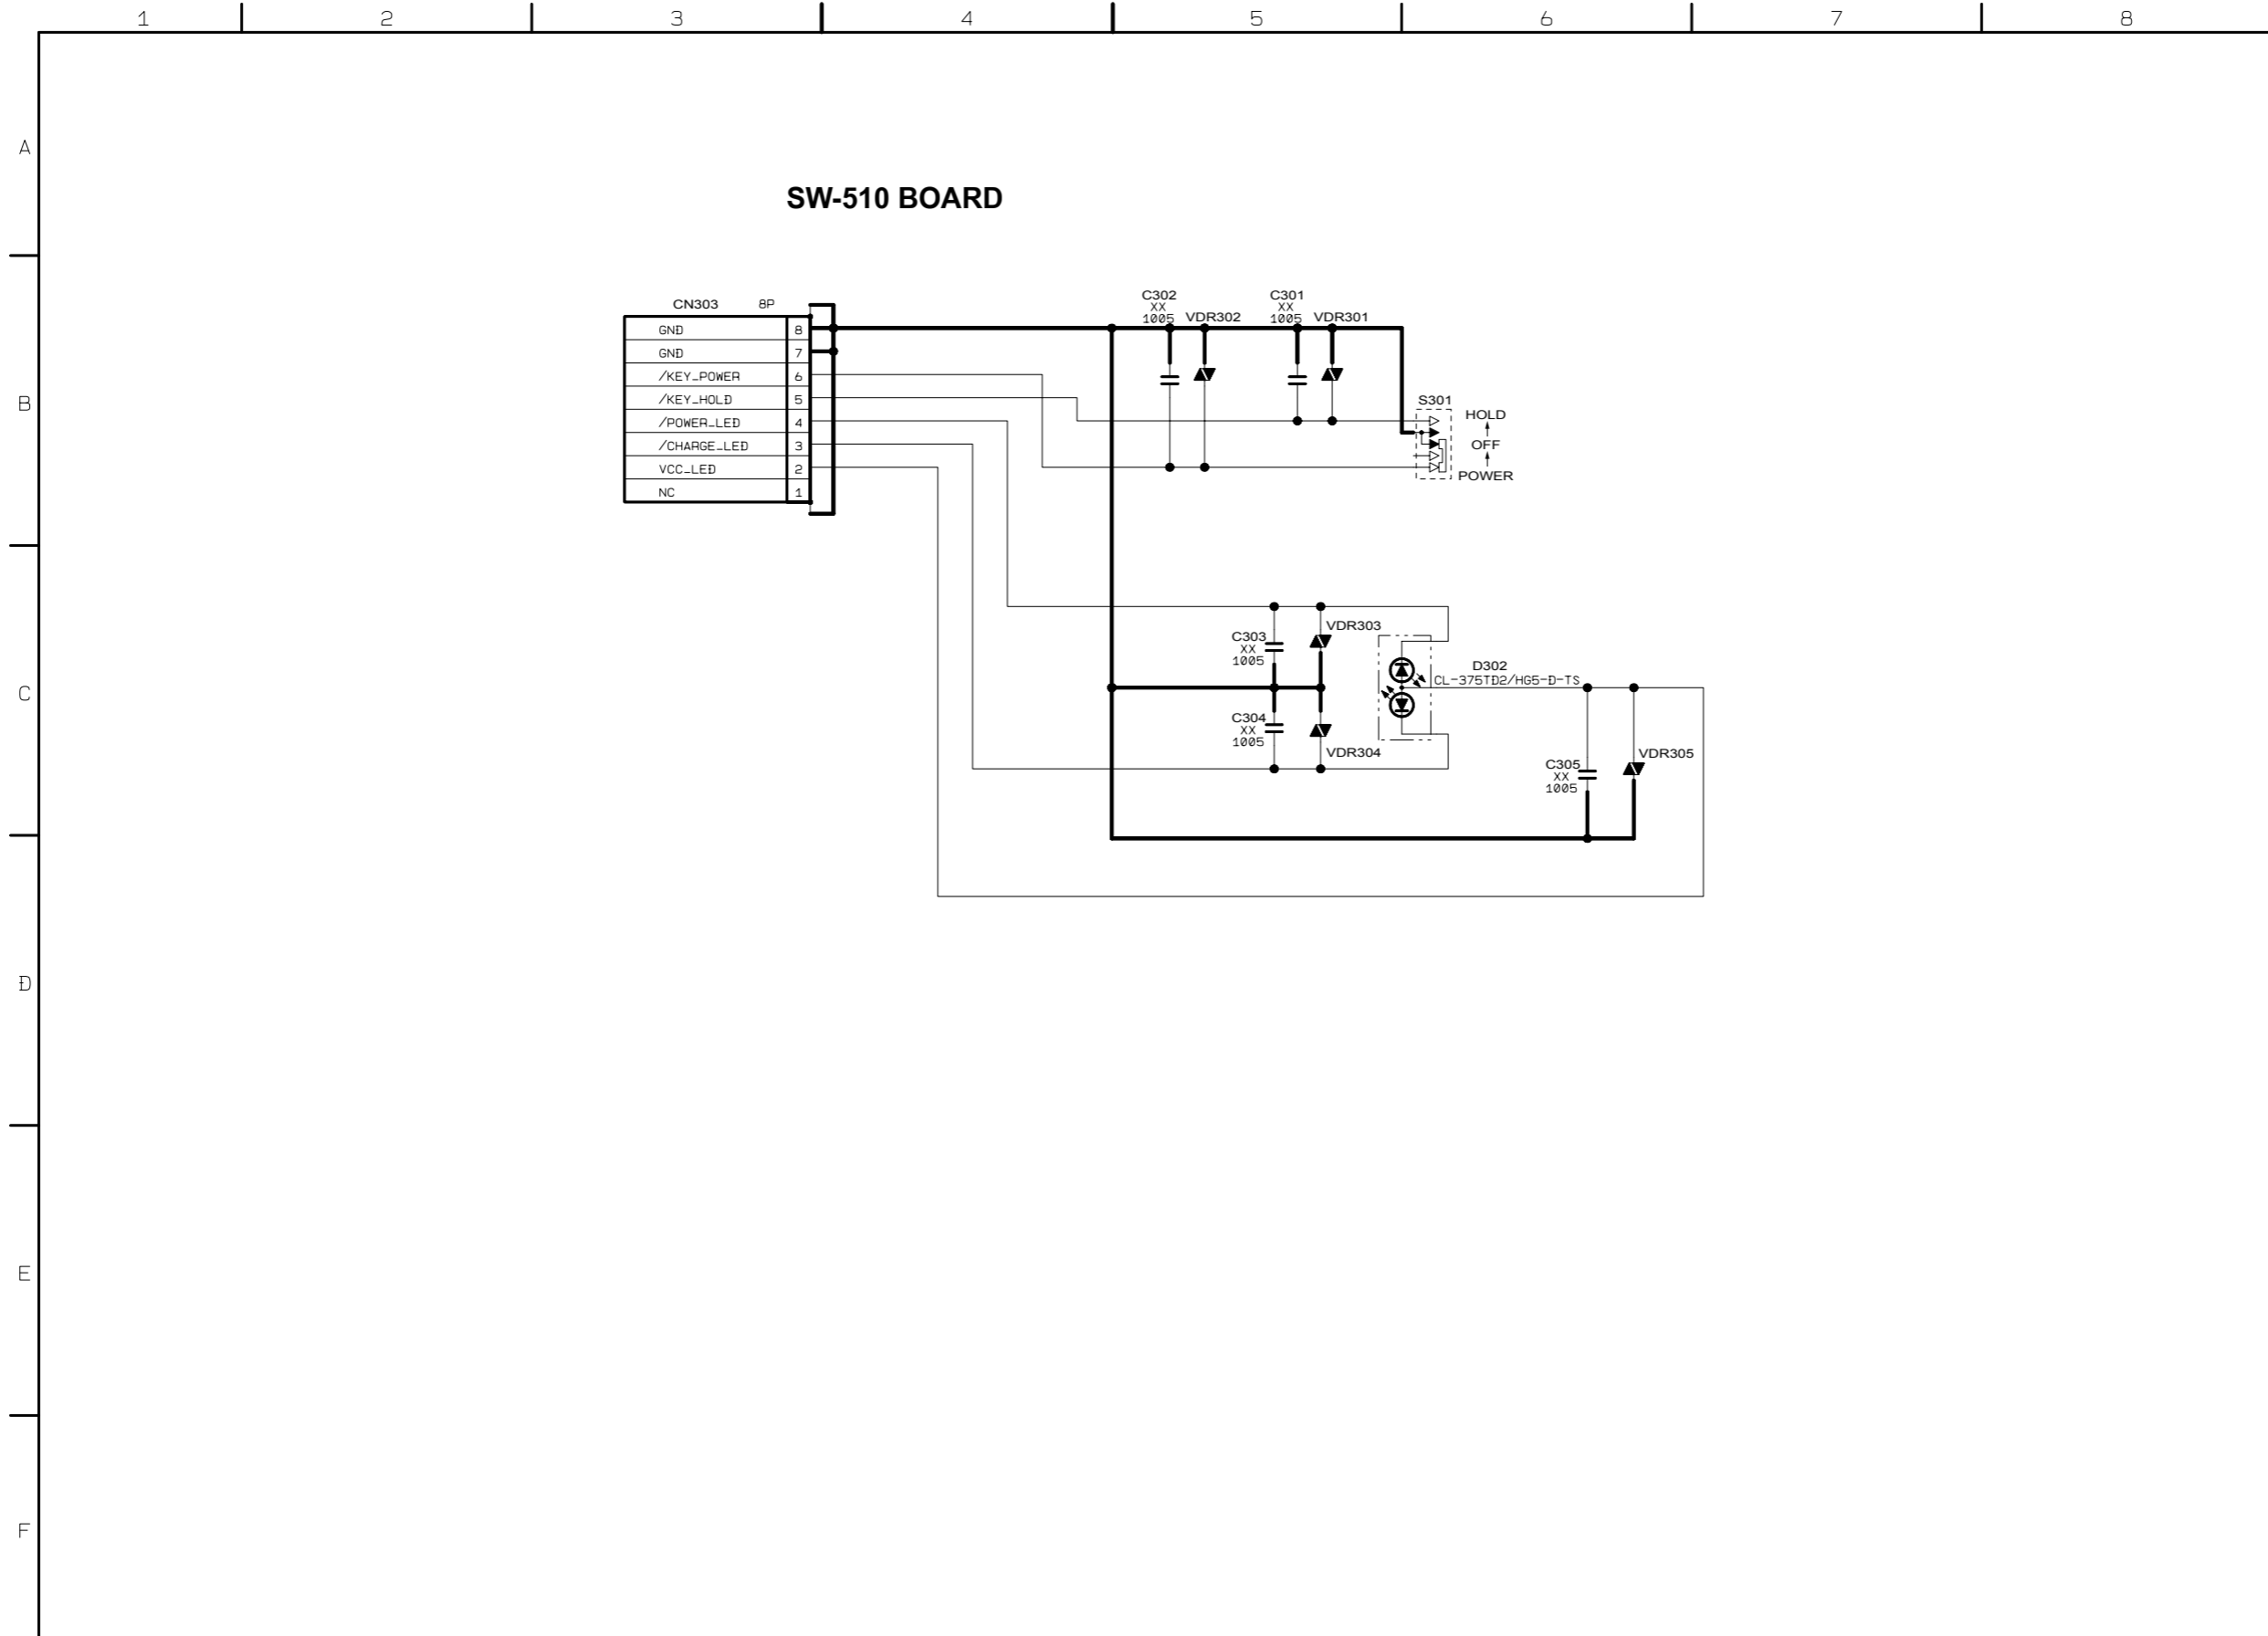 1 2 3 4 5 6 7 8
A
SW-510 BOARD
B
CN303 8P
GND 8
GND 7
/KEY_POWER 6
/KEY_HOLD 5
/POWER_LED 4
/CHARGE_LED 3
VCC_LED 2
NC 1
C302
XX
1005
VDR302
C301
XX
1005
VDR301
S301
HOLD
OFF
POWER
C
C303
XX
1005
VDR303
D302
CL-375TD2/HG5-D-TS
C304
XX
1005
VDR304
C305
XX
1005
VDR305
D
E
F